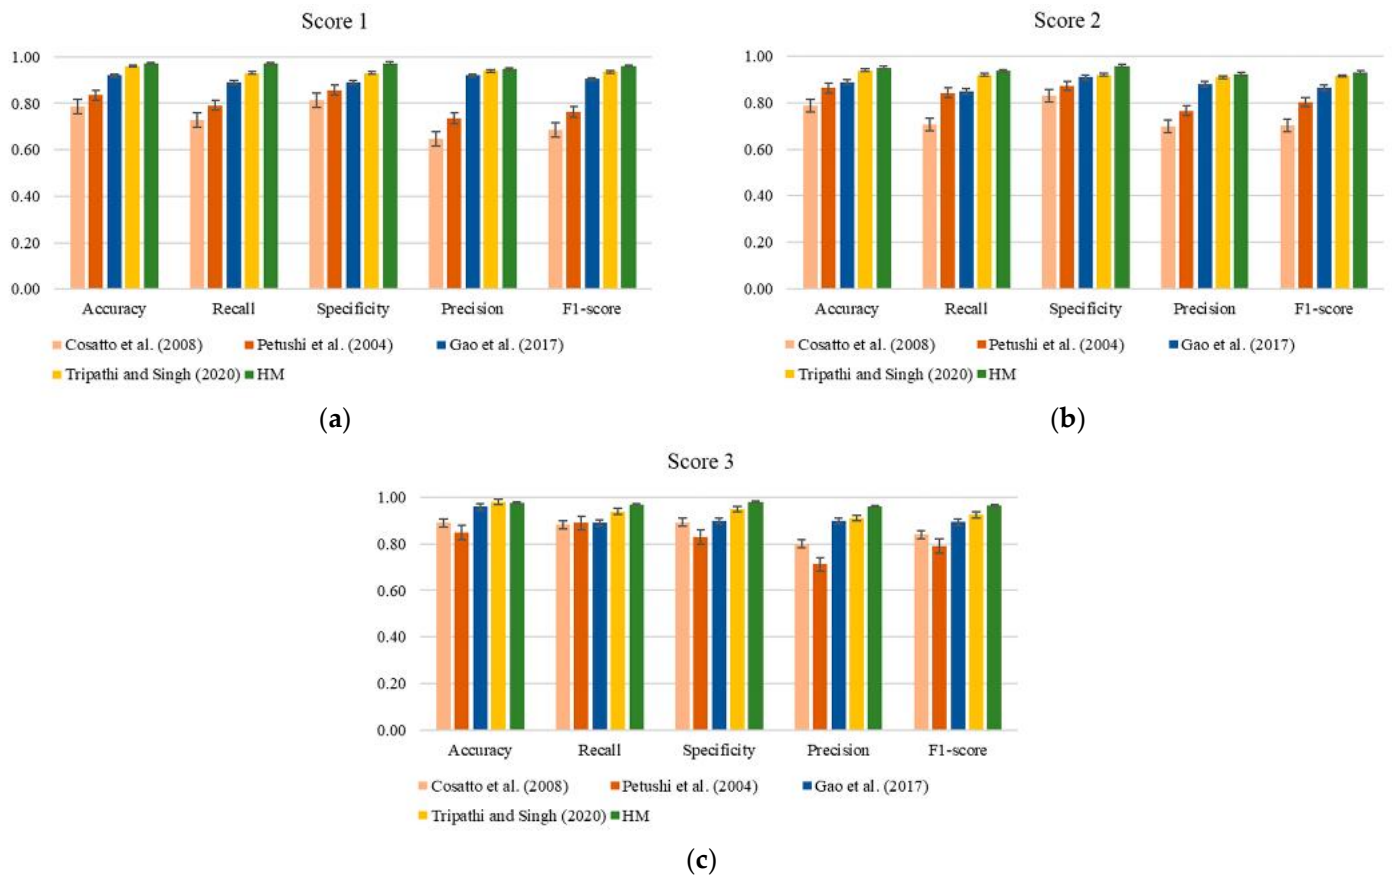 Score 1
1.00
0.80
0.60
0.40
0.20
0.00
Accuracy Recall Specificity Precision F1-score
Cosatto et al. (2008) Petushi et al. (2004) Gao et al. (2017)
Tripathi and Singh (2020) HM
(a)
Score 2
1.00
0.80
0.60
0.40
0.20
0.00
Accuracy Recall Specificity Precision F1-score
Cosatto et al. (2008) Petushi et al. (2004) Gao et al. (2017)
Tripathi and Singh (2020) HM
(b)
Score 3
1.00
0.80
0.60
0.40
0.20
0.00
Accuracy Recall Specificity Precision F1-score
Cosatto et al. (2008) Petushi et al. (2004) Gao et al. (2017)
Tripathi and Singh (2020) HM
(c)